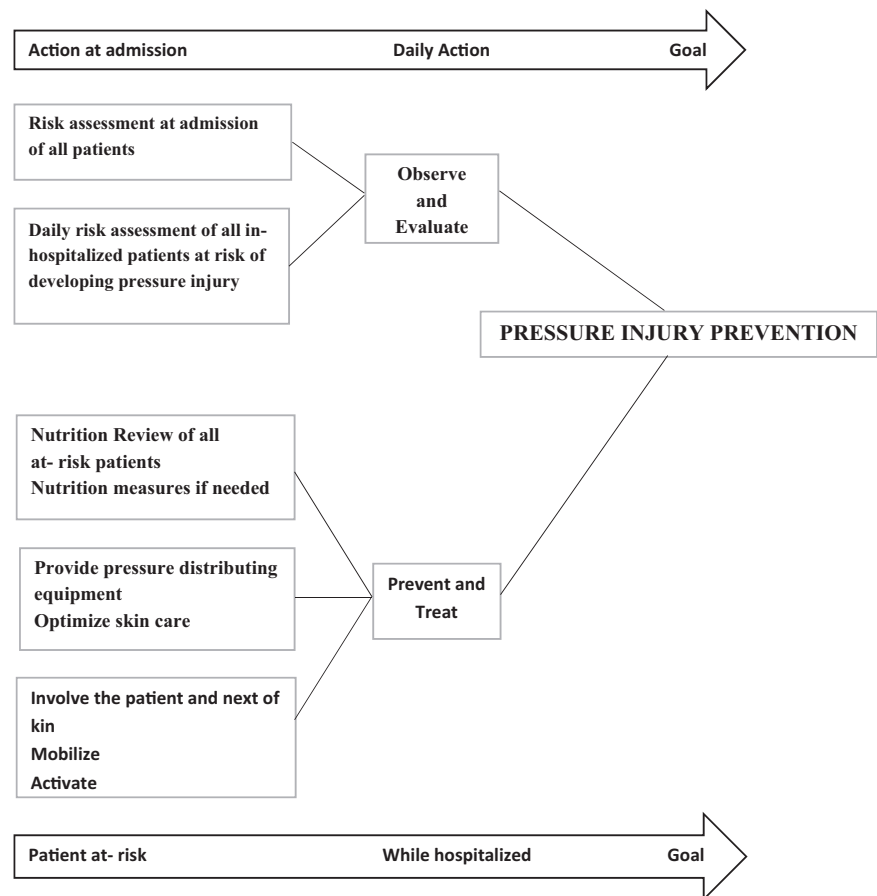 Action at admission Daily Action Goal
Risk assessment at admission
of all patients
Observe
and
Evaluate
Daily risk assessment of all in-
hospitalized patients at risk of
developing pressure injury
PRESSURE INJURY PREVENTION
Nutrition Review of all
at- risk patients
Nutrition measures if needed
Provide pressure distributing
equipment
Optimize skin care
Prevent and
Treat
Involve the patient and next of
kin
Mobilize
Activate
Patient at- risk While hospitalized Goal